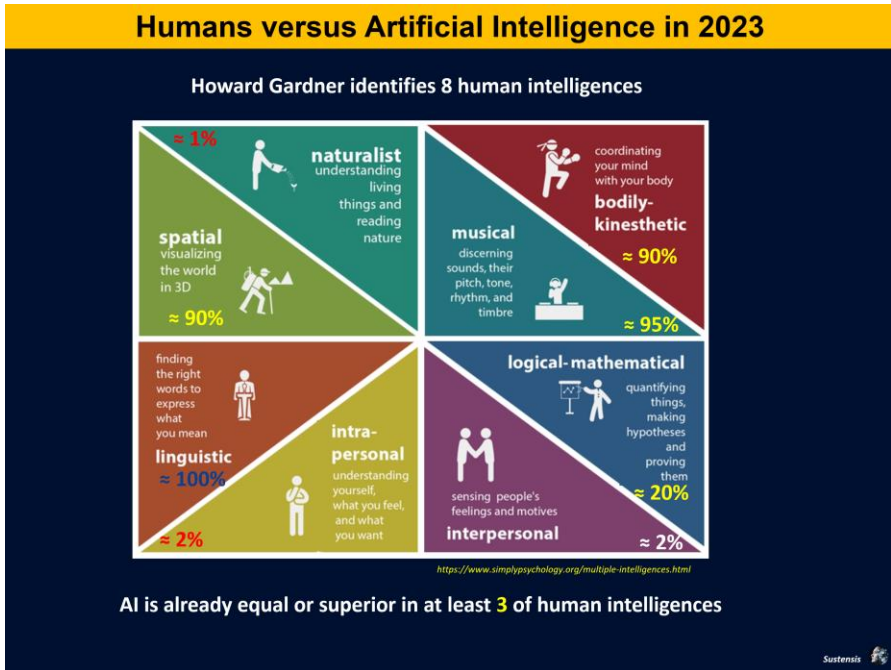 Humans versus Artificial Intelligence in 2023
Howard Gardner identifies 8 human intelligences
≈ 1%
naturalist
understanding
living
things and
reading
nature
spatial
visualizing
the world
in 3D
≈ 90%
coordinating
your mind
with your body
bodily-
kinesthetic
≈ 90%
musical
discerning
sounds, their
pitch, tone,
rhythm, and
timbre
≈ 95%
finding
the right
words to
express
what
you mean
linguistic
≈ 100%
intra-
personal
understanding
yourself,
what you feel,
and what
you want
≈ 2%
logical-mathematical
quantifying
things,
making
hypotheses
and
proving
them
≈ 20%
sensing people's
feelings and motives
interpersonal
≈ 2%
https://www.simplypsychology.org/multiple-intelligences.html
AI is already equal or superior in at least 3 of human intelligences
Sustensis